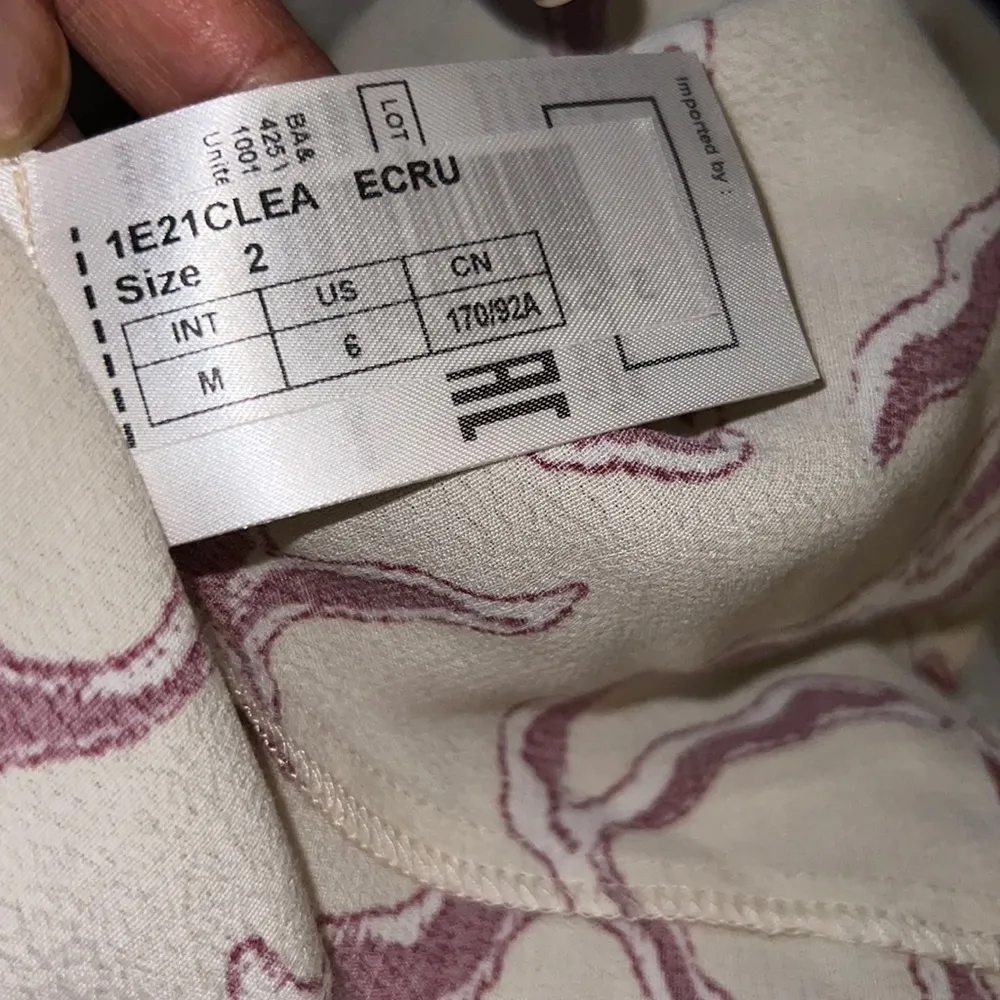 LOT
Imported by :
BA&
4251
1001
Unite
1E21CLEA ECRU
Size 2
INT US CN
M 6 170/92A
EAC